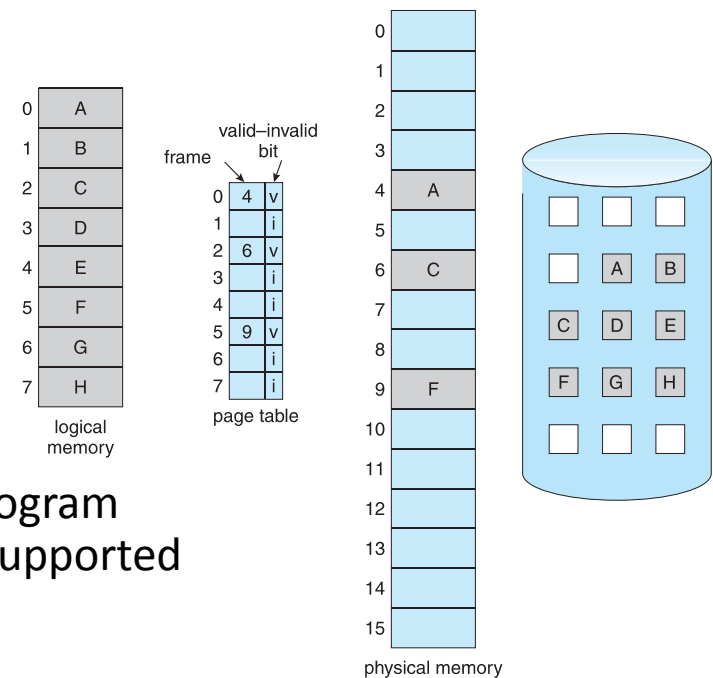 0 A
1 B
2 C
3 D
4 E
5 F
6 G
7 H
logical
memory
valid–invalid
bit
frame
0 4 v
1 i
2 6 v
3 i
4 i
5 9 v
6 i
7 i
page table
0
1
2
3
4 A
5
6 C
7
8
9 F
10
11
12
13
14
15
physical memory
A B
C D E
F G H
ogram
upported